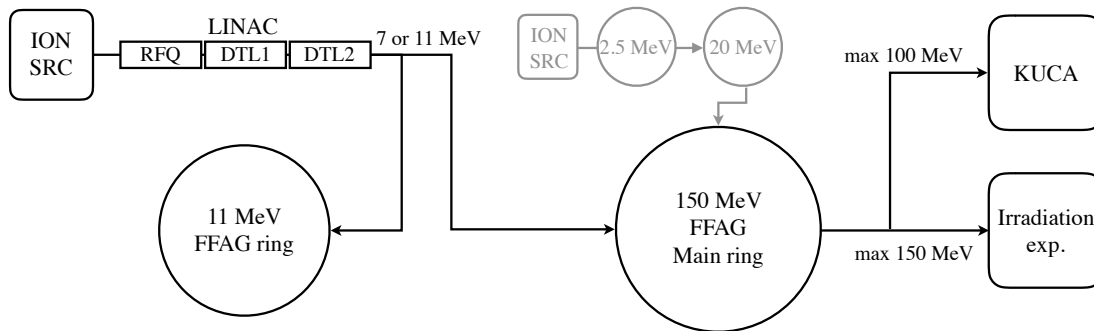 ION
SRC
LINAC
RFQ
DTL1
DTL2
7 or 11 MeV
11 MeV
FFAG ring
ION
SRC
2.5 MeV
20 MeV
150 MeV
FFAG
Main ring
max 100 MeV
KUCA
max 150 MeV
Irradiation
exp.